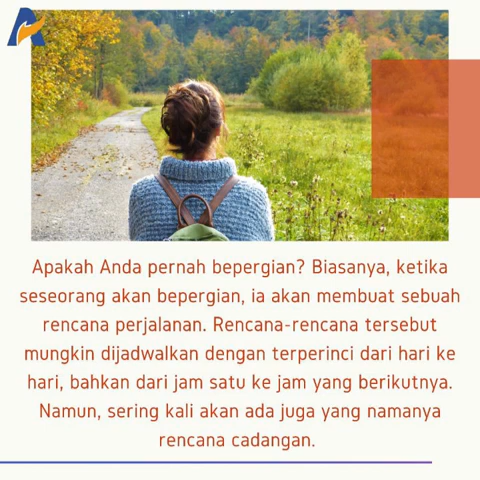 Apakah Anda pernah bepergian? Biasanya, ketika
seseorang akan bepergian, ia akan membuat sebuah
rencana perjalanan. Rencana-rencana tersebut
mungkin dijadwalkan dengan terperinci dari hari ke
hari, bahkan dari jam satu ke jam yang berikutnya.
Namun, sering kali akan ada juga yang namanya
rencana cadangan.